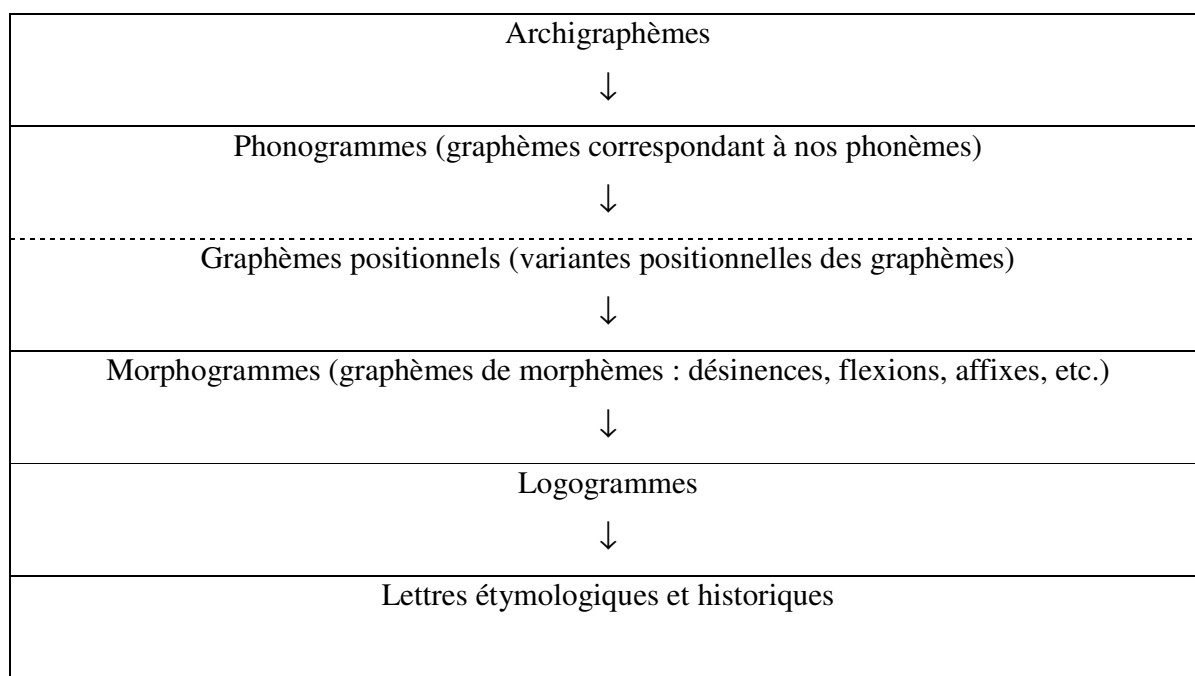 Archigraphèmes
↓
Phonogrammes (graphèmes correspondant à nos phonèmes)
↓
Graphèmes positionnels (variantes positionnelles des graphèmes)
↓
Morphogrammes (graphèmes de morphèmes : désinences, flexions, affixes, etc.)
↓
Logogrammes
↓
Lettres étymologiques et historiques